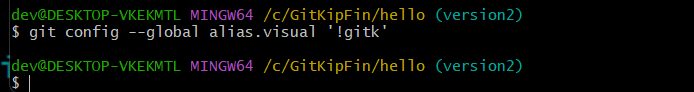 dev@DESKTOP-VKEKMTL MINGW64 /c/GitKipFin/hello (version2)
$ git config --global alias.visual '!gitk'
dev@DESKTOP-VKEKMTL MINGW64 /c/GitKipFin/hello (version2)
$